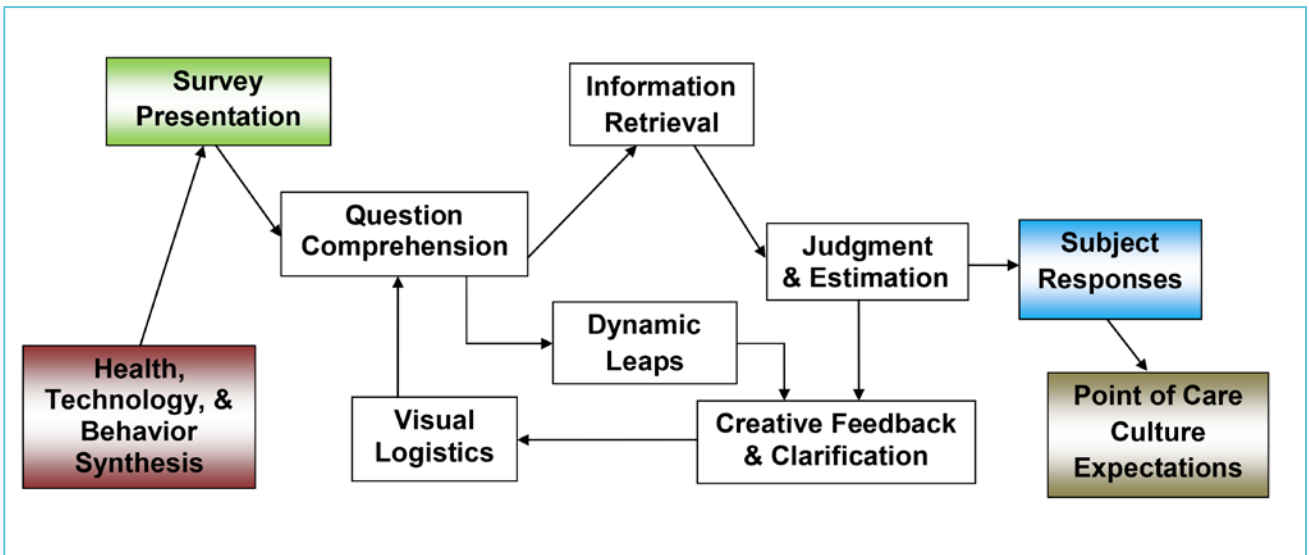 Survey
Presentation
Information
Retrieval
Question
Comprehension
Judgment
& Estimation
Subject
Responses
Dynamic
Leaps
Health,
Technology, &
Behavior
Synthesis
Visual
Logistics
Creative Feedback
& Clarification
Point of Care
Culture
Expectations